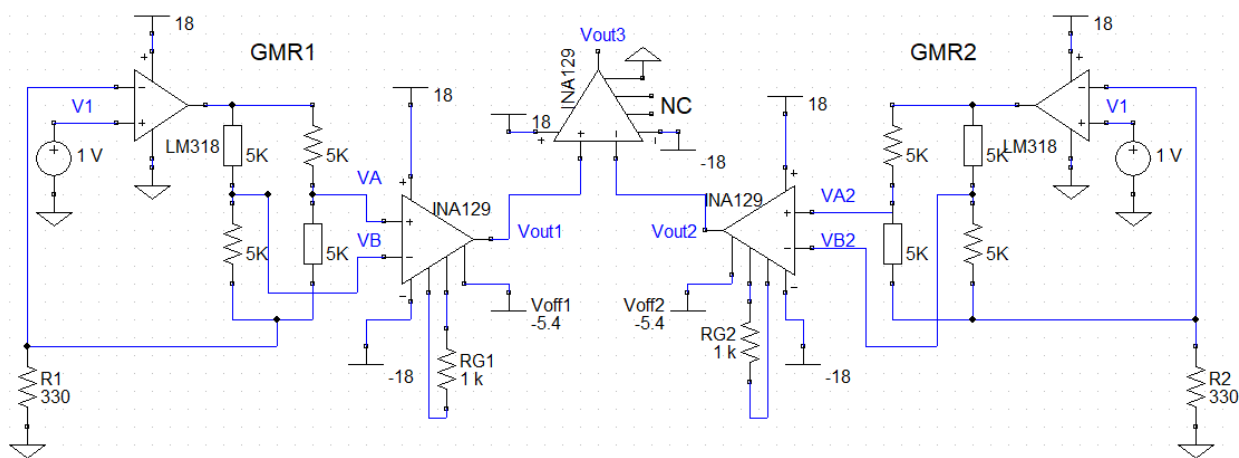 18
GMR1
V1
1 V
LM318
5K
5K
5K
5K
VA
VB
18
INA129
Vout1
Voff1
-5.4
-18
RG1
1 k
R1
330
Vout3
INA129
NC
18
-18
GMR2
18
V1
1 V
LM318
5K
5K
5K
5K
VA2
VB2
18
INA129
Vout2
Voff2
-5.4
-18
RG2
1 k
R2
330